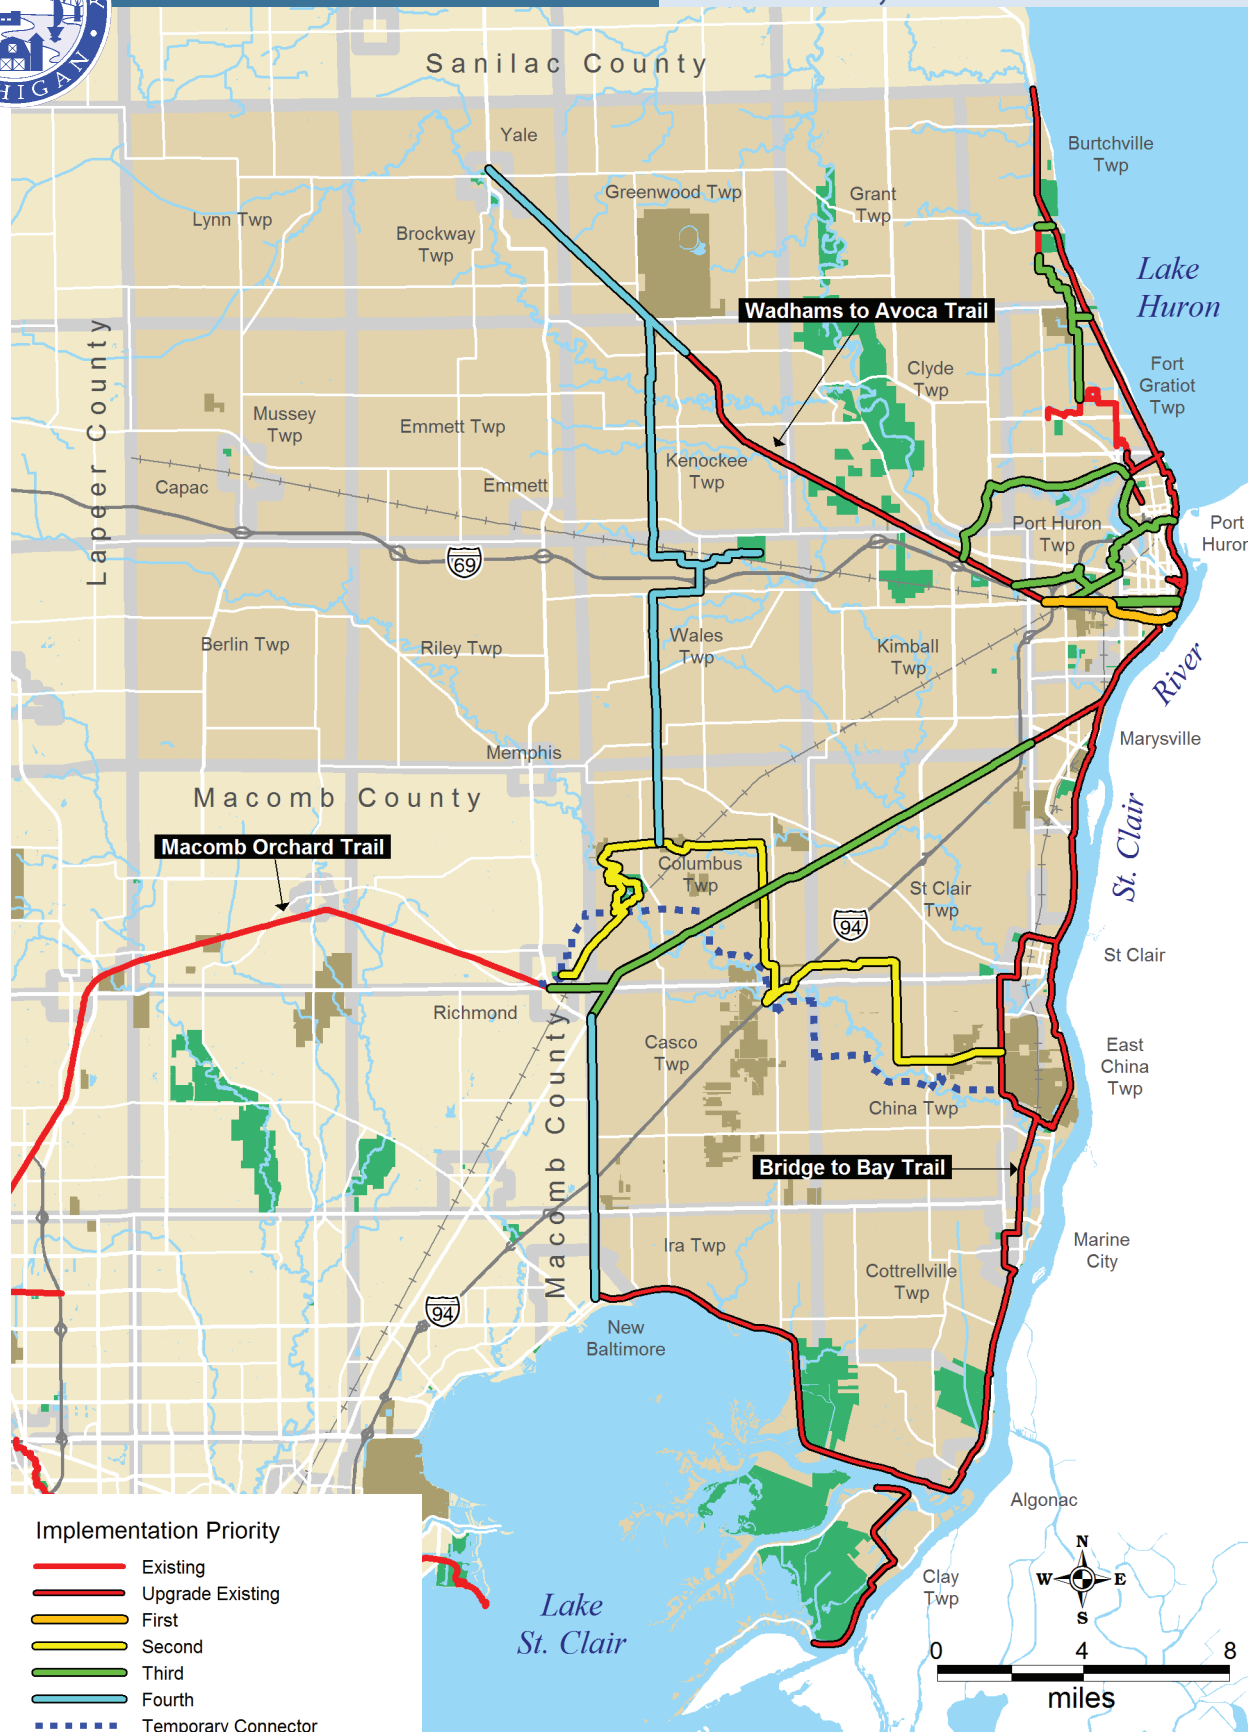 HIGAN •
Sanilac County
Yale
Burtchville
Twp
Greenwood Twp
Grant
Twp
Lynn Twp
Brockway
Twp
Lake
Huron
Wadhams to Avoca Trail
Lapeer County
Clyde
Twp
Fort
Gratiot
Twp
Mussey
Twp
Emmett Twp
Kenockee
Twp
Capac
Emmett
Port Huron
Twp
Port
Huron
69
Berlin Twp
Riley Twp
Wales
Twp
Kimball
Twp
River
Marysville
Memphis
Macomb County
St. Clair
Macomb Orchard Trail
Columbus
Twp
St Clair
Twp
94
St Clair
Richmond
Macomb County
Casco
Twp
East
China
Twp
China Twp
Bridge to Bay Trail
Ira Twp
Marine
City
Cottrellville
Twp
94
New
Baltimore
Algonac
Clay
Twp
Lake
St. Clair
N
W
E
S
0 4 8
miles
Implementation Priority
Existing
Upgrade Existing
First
Second
Third
Fourth
Temporary Connector